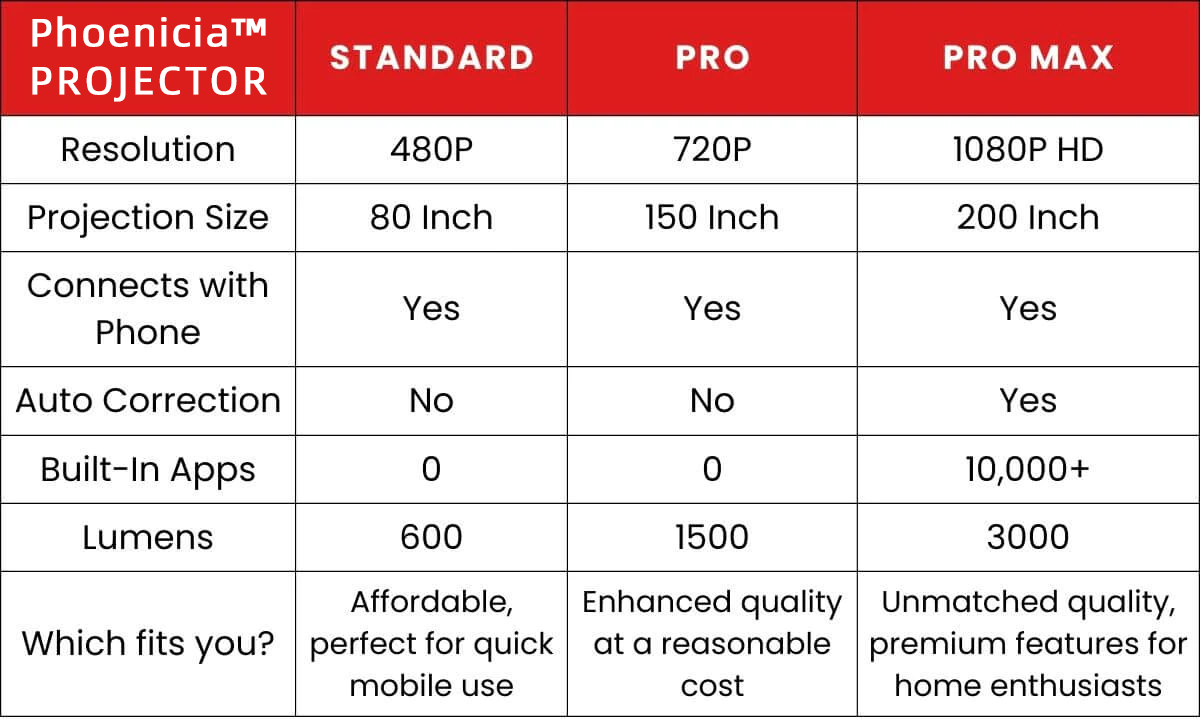 Phoenicia™ STANDARD PRO PRO MAX
PROJECTOR
Resolution 480P 720P 1080P HD
Projection Size 80 Inch 150 Inch 200 Inch
Connects with
Phone Yes Yes Yes
Auto Correction No No Yes
Built-In Apps 0 0 10,000+
Lumens 600 1500 3000
Which fits you?
Affordable,
perfect for quick
mobile use
Enhanced quality
at a reasonable
cost
Unmatched quality,
premium features for
home enthusiasts